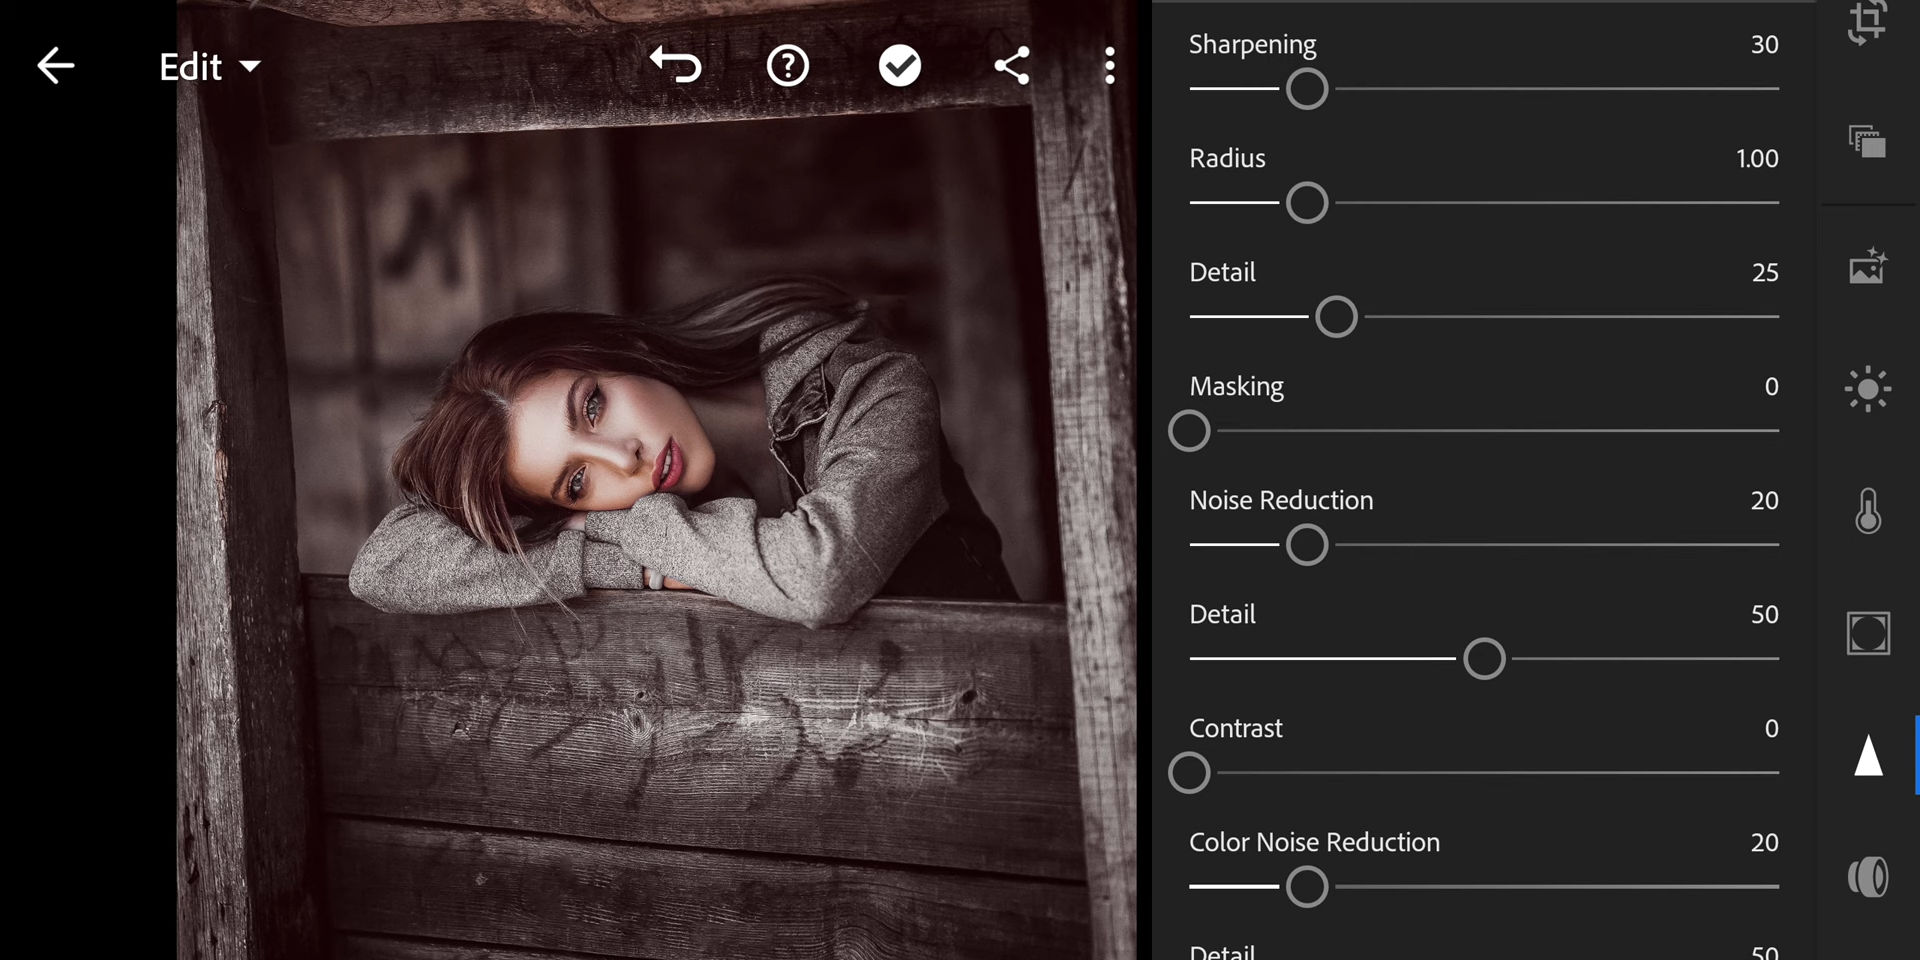 Edit
Sharpening 30
Radius 1.00
Detail 25
Masking 0
Noise Reduction 20
Detail 50
Contrast 0
Color Noise Reduction 20
Detail 50